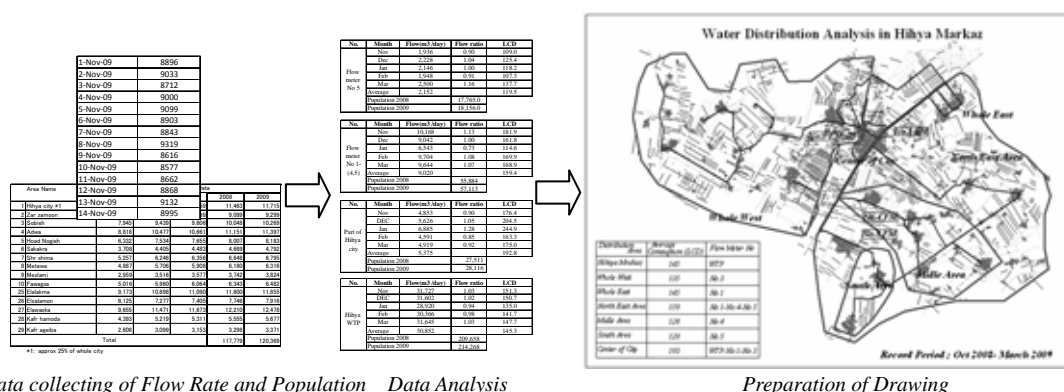 1-Nov-09 8896
2-Nov-09 9033
3-Nov-09 8712
4-Nov-09 9000
5-Nov-09 9099
6-Nov-09 8903
7-Nov-09 8843
8-Nov-09 9319
9-Nov-09 8616
10-Nov-09 8577
11-Nov-09 8662
12-Nov-09 8868
13-Nov-09 9132
14-Nov-09 8995
Area Name
2008 2009
1 Hihya city *1 11,463 11,715
2 Zar zamoon 9,099 9,299
3 Sobieh 7,945 9,439 9,606 10,048 10,269
4 Adwa 8,818 10,477 10,661 11,151 11,397
5 Hoad Nagieh 6,332 7,534 7,655 8,007 8,183
6 Sakakra 3,708 4,405 4,483 4,689 4,792
7 Shr shima 5,257 6,246 6,356 6,648 6,795
8 Metawa 4,887 5,706 5,908 6,180 6,316
9 Meslami 2,959 3,516 3,577 3,742 3,824
10 Fawagsa 5,016 5,960 6,064 6,343 6,482
25 Elalakma 9,173 10,898 11,090 11,600 11,855
26 Elsalamon 6,125 7,277 7,405 7,746 7,916
27 Elawaska 9,655 11,471 11,673 12,210 12,478
28 Kafr hamoda 4,393 5,219 5,311 5,555 5,677
29 Kafr ageiba 2,608 3,099 3,153 3,298 3,371
Total 117,779 120,369
*1; approx 25% of whole city
No. Month Flow(m3 /day) Flow ratio LCD
Flow meter No 5
Nov 1,936 0.90 109.0
Dec 2,228 1.04 125.4
Jan 2,146 1.00 118.2
Feb 1,948 0.91 107.3
Mar 2,500 1.16 137.7
Average 2,152 119.5
Population 2008 17,765.0
Population 2009 18,156.0
No. Month Flow(m3 /day) Flow ratio LCD
Flow meter No 1-(4,5)
Nov 10,168 1.13 181.9
Dec 9,042 1.00 161.8
Jan 6,543 0.73 114.6
Feb 9,704 1.08 169.9
Mar 9,644 1.07 168.9
Average 9,020 159.4
Population 2008 55,884
Population 2009 57,113
No. Month Flow(m3 /day) Flow ratio LCD
Part of Hihya city
Nov 4,853 0.90 176.4
DEC 5,626 1.05 204.5
Jan 6,885 1.28 244.9
Feb 4,591 0.85 163.3
Mar 4,919 0.92 175.0
Average 5,375 192.8
Population 2008 27,511
Population 2009 28,116
No. Month Flow(m3 /day) Flow ratio LCD
Hihya WTP
Nov 31,727 1.03 151.3
DEC 31,602 1.02 150.7
Jan 28,920 0.94 135.0
Feb 30,366 0.98 141.7
Mar 31,645 1.03 147.7
Average 30,852 145.3
Population 2008 209,658
Population 2009 214,268
Water Distribution Analysis in Hihya Markaz
Whole East
North East Area
Center of City
Whole West
Midle Area
South Area
Distribution Area Average Consumption (LCD) Flow Meter No
Hihya Markaz 145 WTP
Whole West
Whole East
North East Area
Midle Area
South Area
Center of City
Record Period ; Oct 2008- March 2009
Data collecting of Flow Rate and Population Data Analysis Preparation of Drawing